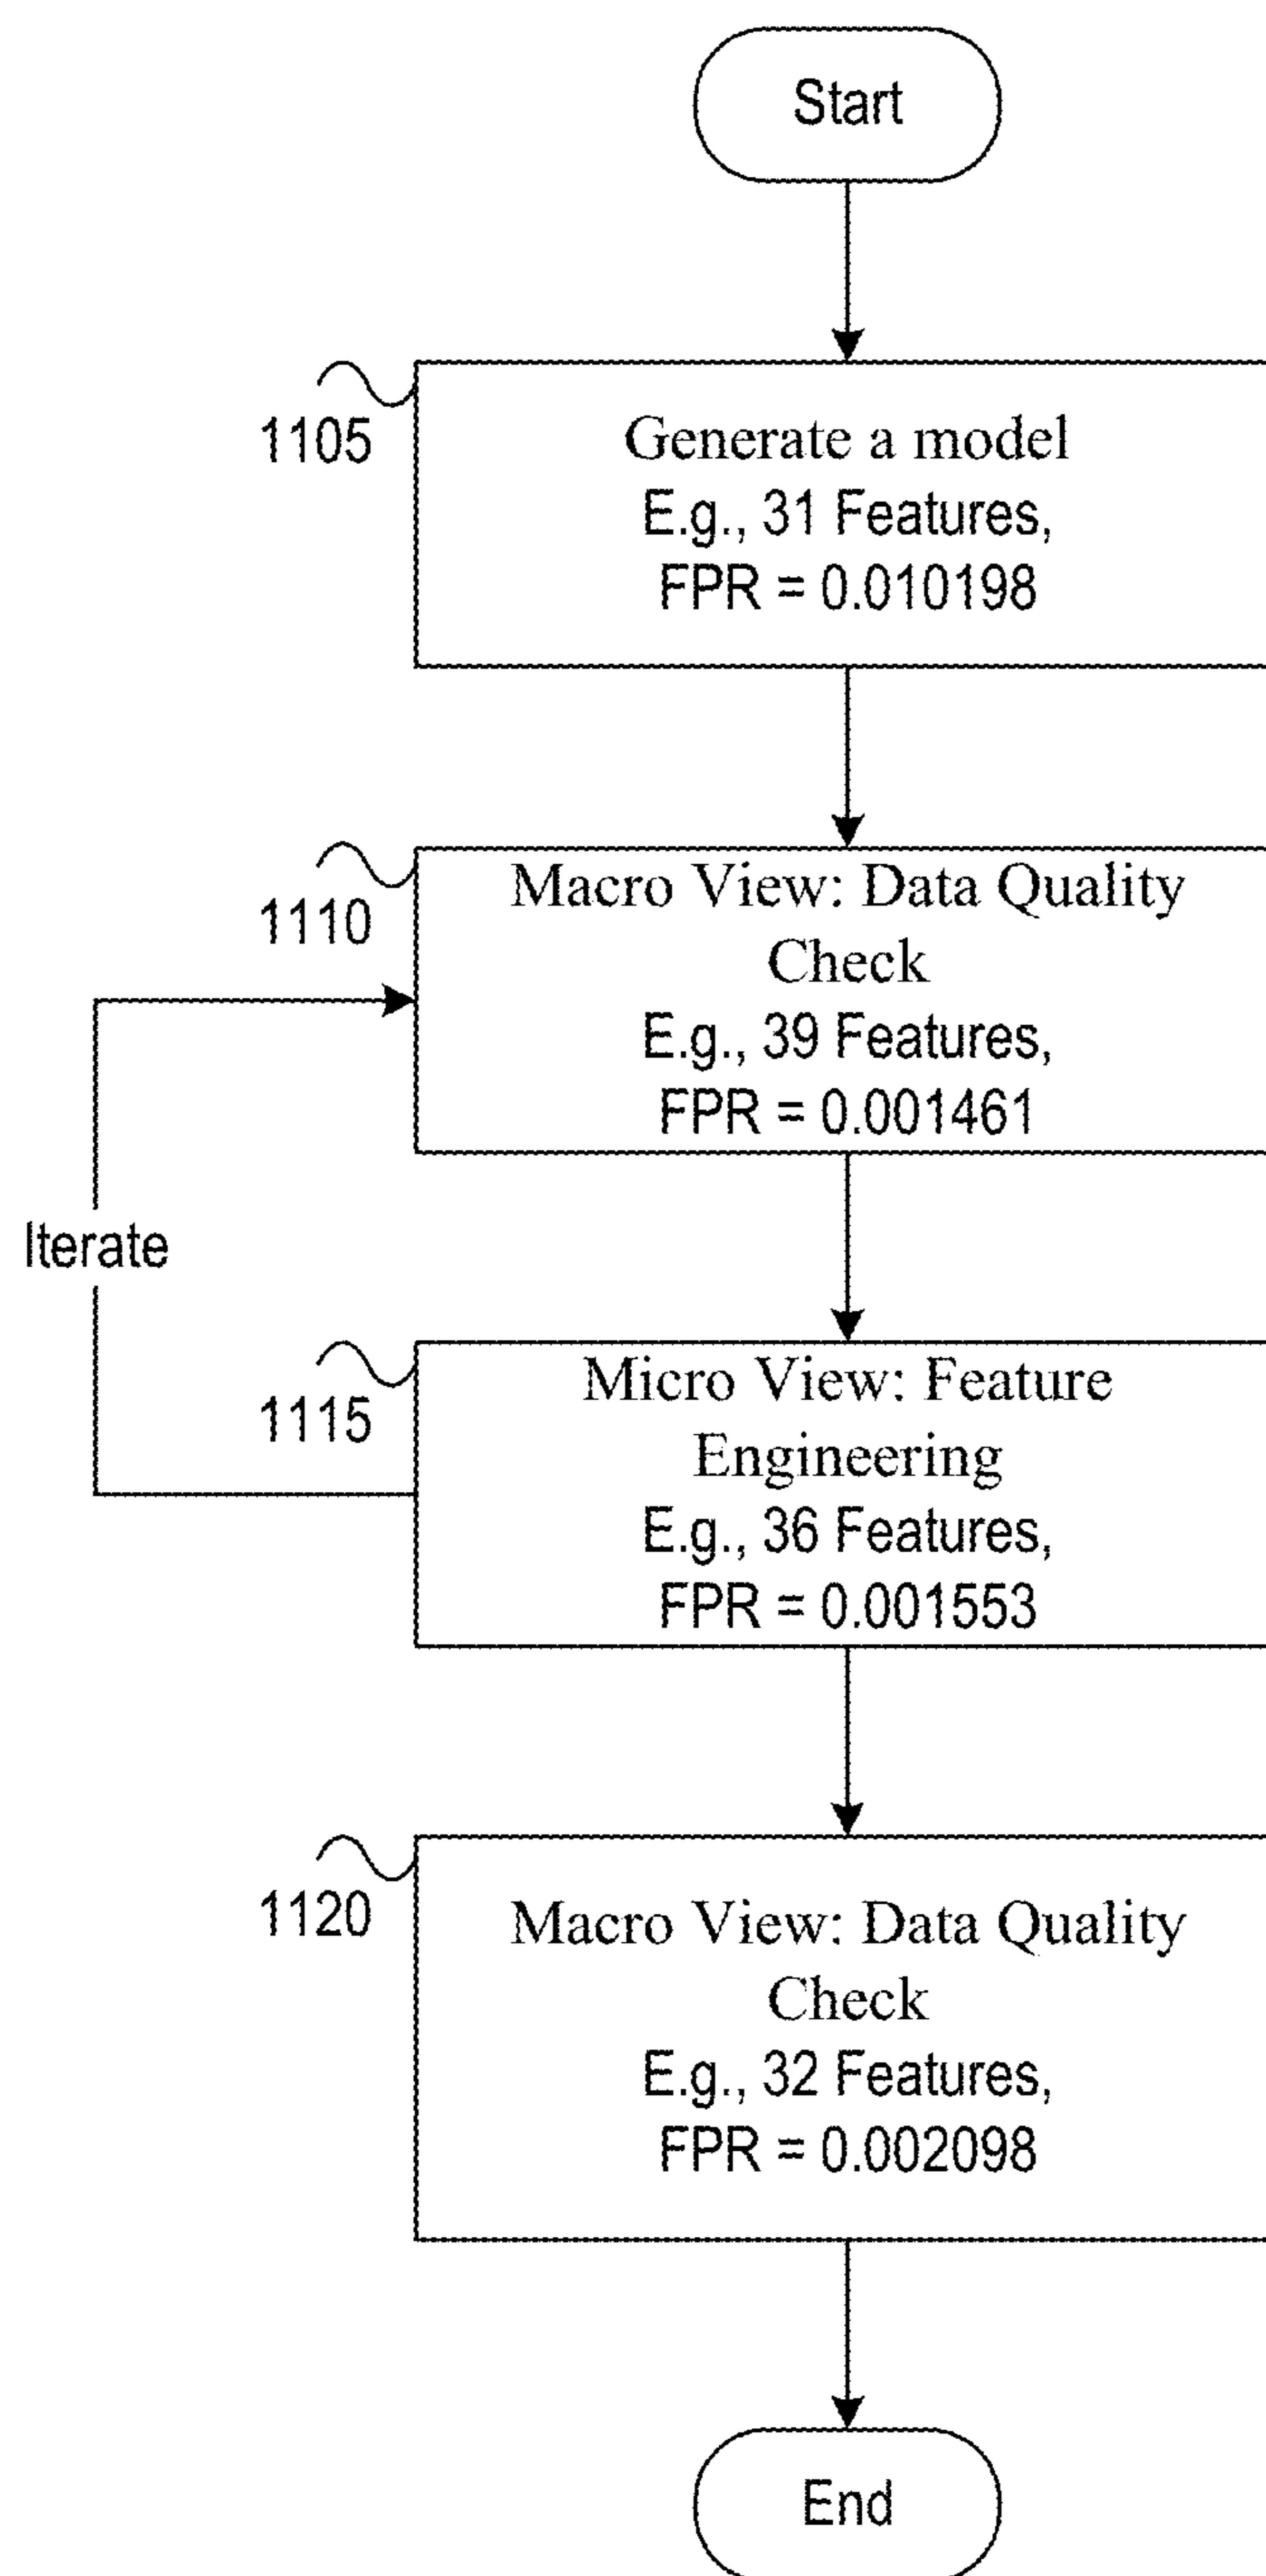 Start
1105
Generate a model
E.g., 31 Features,
FPR = 0.010198
1110
Macro View: Data Quality
Check
E.g., 39 Features,
FPR = 0.001461
Iterate
1115
Micro View: Feature
Engineering
E.g., 36 Features,
FPR = 0.001553
1120
Macro View: Data Quality
Check
E.g., 32 Features,
FPR = 0.002098
End